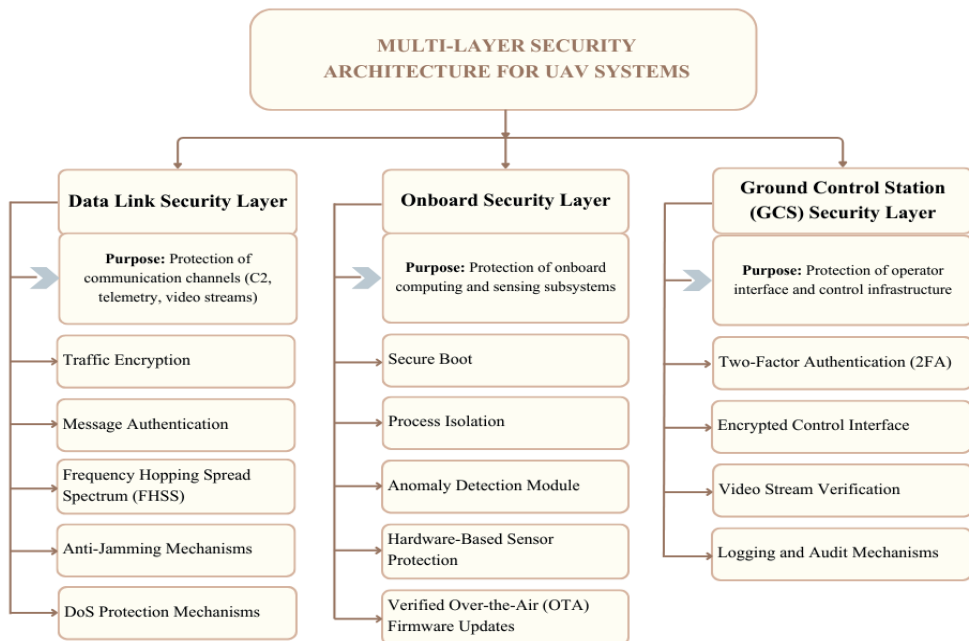 MULTI-LAYER SECURITY
ARCHITECTURE FOR UAV SYSTEMS
Data Link Security Layer
Purpose: Protection of
communication channels (C2,
telemetry, video streams)
Traffic Encryption
Message Authentication
Frequency Hopping Spread
Spectrum (FHSS)
Anti-Jamming Mechanisms
DoS Protection Mechanisms
Onboard Security Layer
Purpose: Protection of onboard
computing and sensing subsystems
Secure Boot
Process Isolation
Anomaly Detection Module
Hardware-Based Sensor
Protection
Verified Over-the-Air (OTA)
Firmware Updates
Ground Control Station
(GCS) Security Layer
Purpose: Protection of operator
interface and control infrastructure
Two-Factor Authentication (2FA)
Encrypted Control Interface
Video Stream Verification
Logging and Audit Mechanisms